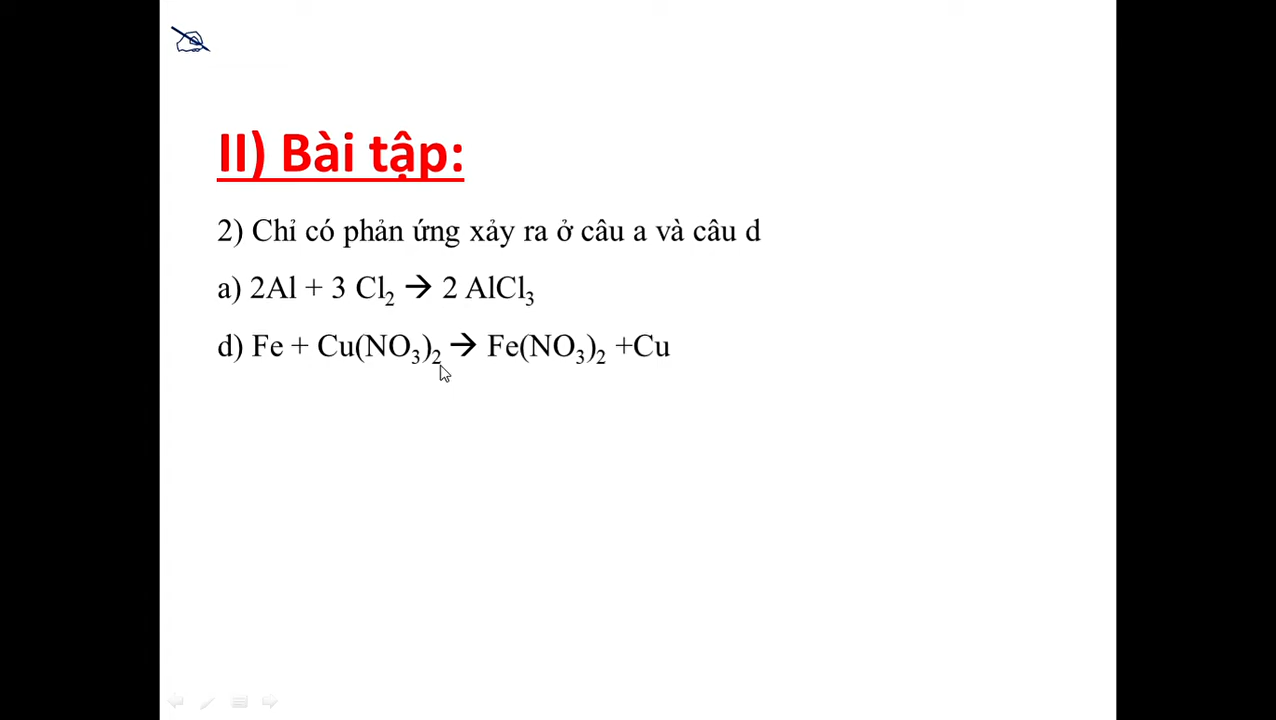 II) Bài tập:
2) Chỉ có phản ứng xảy ra ở câu a và câu d
a) 2Al + 3 Cl₂ → 2 AlCl₃
d) Fe + Cu(NO₃)₂ → Fe(NO₃)₂ +Cu